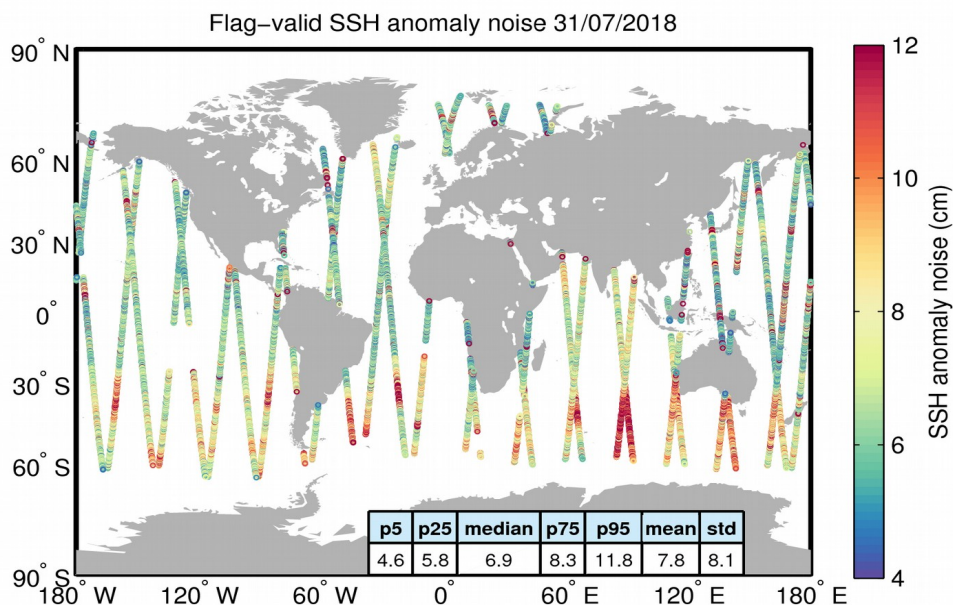 Flag−valid SSH anomaly noise 31/07/2018
90° N
60° N
30° N
0°
30° S
60° S
90° S
180° W
120° W
60° W
0°
60° E
120° E
180° E
p5 p25 median p75 p95 mean std
4.6 5.8 6.9 8.3 11.8 7.8 8.1
12
10
8
6
4
SSH anomaly noise (cm)